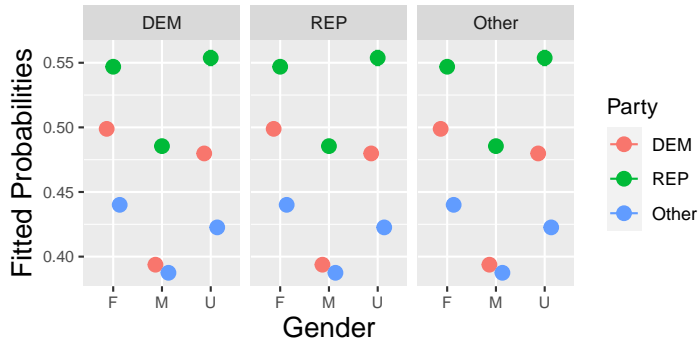 DEM REP Other
Fitted Probabilities
0.55
0.50
0.45
0.40
F M U F M U F M U
Gender
Party
DEM
REP
Other